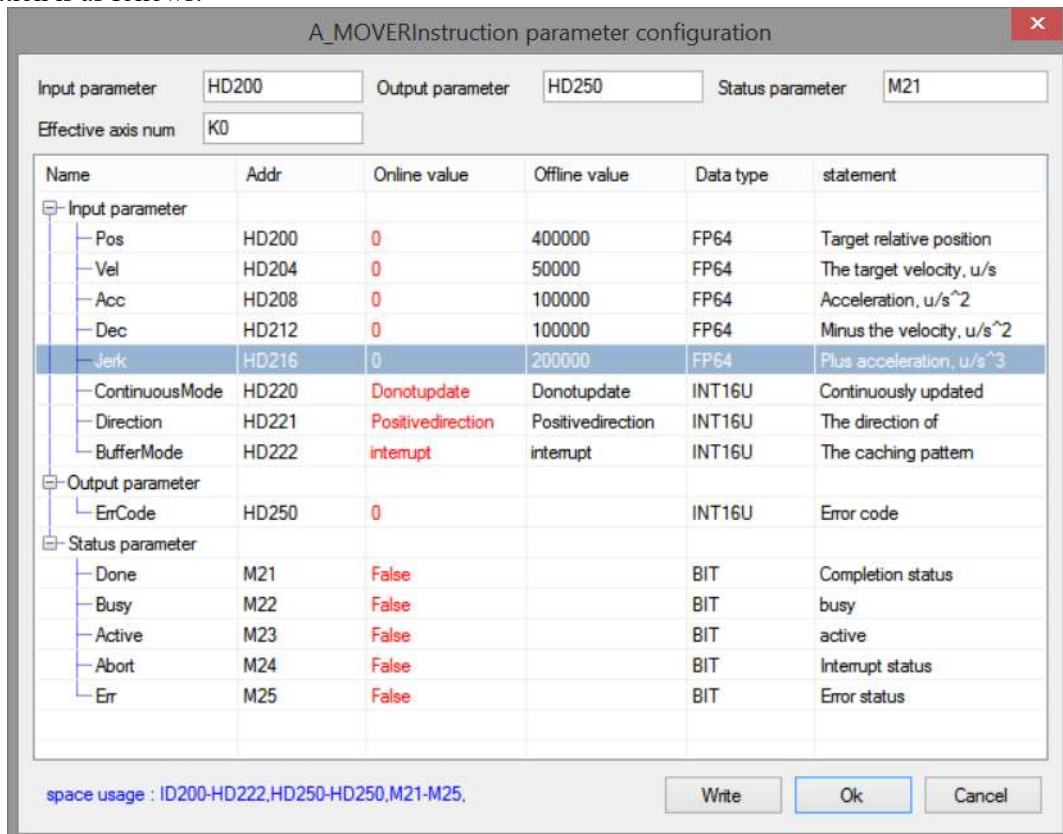 is as follows:
A_MOVERInstruction parameter configuration
Input parameter HD200 Output parameter HD250 Status parameter M21
Effective axis num K0
Name Addr Online value Offline value Data type statement
Input parameter
Pos HD200 0 400000 FP64 Target relative position
Vel HD204 0 50000 FP64 The target velocity, u/s
Acc HD208 0 100000 FP64 Acceleration, u/s^2
Dec HD212 0 100000 FP64 Minus the velocity, u/s^2
Jerk HD216 0 200000 FP64 Plus acceleration, u/s^3
ContinuousMode HD220 Donotupdate Donotupdate INT16U Continuously updated
Direction HD221 Positivedirection Positivedirection INT16U The direction of
BufferMode HD222 interrupt interrupt INT16U The caching pattern
Output parameter
ErrCode HD250 0 INT16U Error code
Status parameter
Done M21 False BIT Completion status
Busy M22 False BIT busy
Active M23 False BIT active
Abort M24 False BIT Interrupt status
Err M25 False BIT Error status
space usage : ID200-HD222,HD250-HD250,M21-M25, Write Ok Cancel